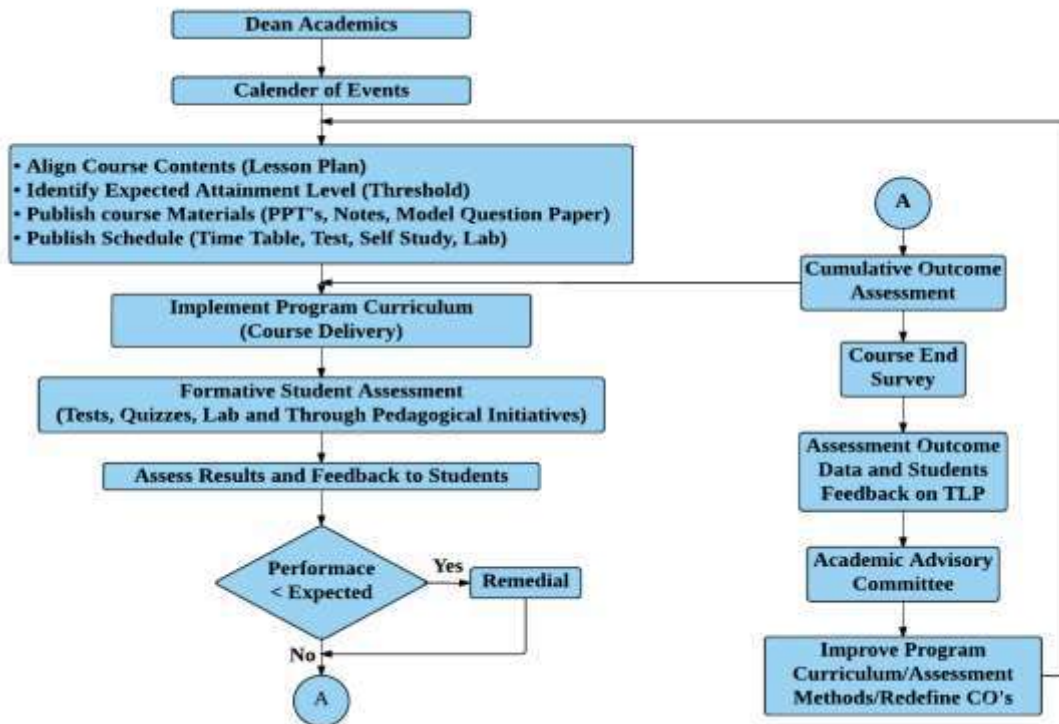 Dean Academics
Calender of Events
• Align Course Contents (Lesson Plan)
• Identify Expected Attainment Level (Threshold)
• Publish course Materials (PPT's, Notes, Model Question Paper)
• Publish Schedule (Time Table, Test, Self Study, Lab)
Implement Program Curriculum
(Course Delivery)
Formative Student Assessment
(Tests, Quizzes, Lab and Through Pedagogical Initiatives)
Assess Results and Feedback to Students
Performace
< Expected
Yes
Remedial
No
A
A
Cumulative Outcome
Assessment
Course End
Survey
Assessment Outcome
Data and Students
Feedback on TLP
Academic Advisory
Committee
Improve Program
Curriculum/Assessment
Methods/Redefine CO's